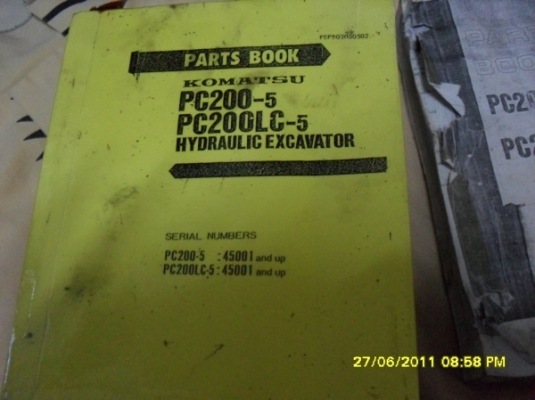 PARTS BOOK
KOMATSU
PC200-5
PC200LC-5
HYDRAULIC EXCAVATOR
SERIAL NUMBERS
PC200-5 : 45001 and up
PC200LC-5 : 45001 and up
PC20
PC2
27/06/2011 08:58 PM